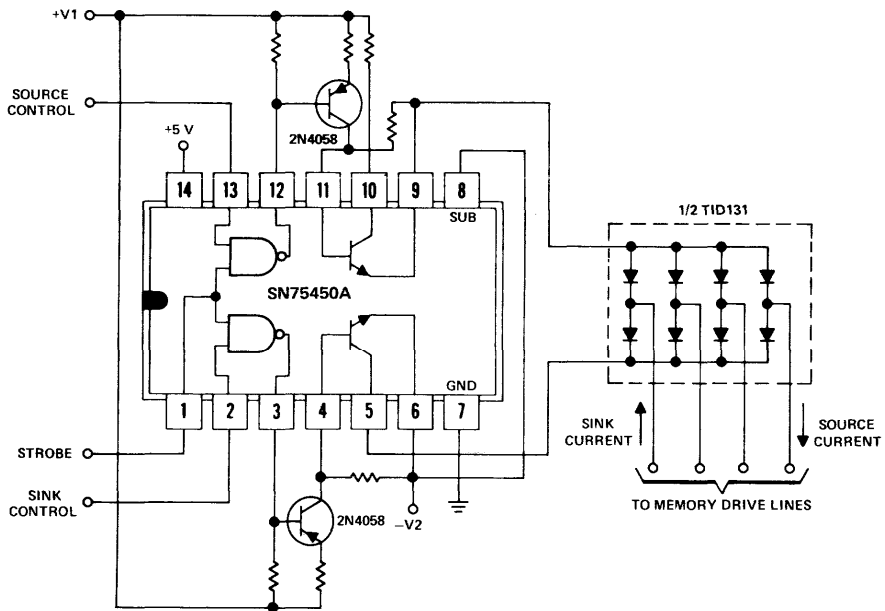 +V1
SOURCE
CONTROL
+5 V
2N4058
14 13 12 11 10 9 8
SUB
1/2 TID131
SN75450A
GND
1 2 3 4 5 6 7
SINK
CURRENT
SOURCE
CURRENT
STROBE
SINK
CONTROL
2N4058
–V2
TO MEMORY DRIVE LINES